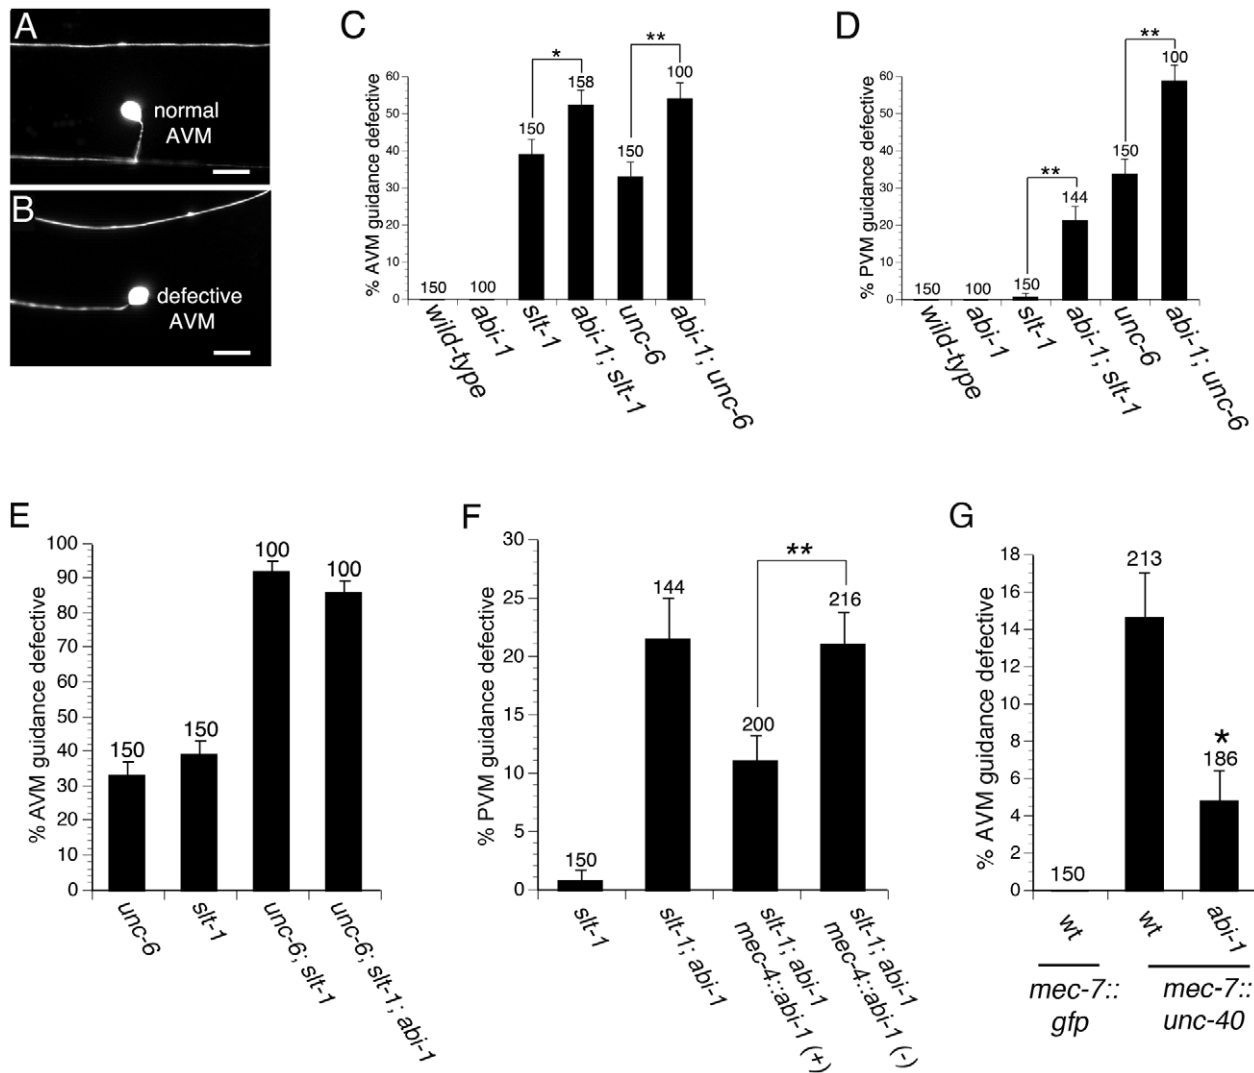 A
normal
AVM
B
defective
AVM
C
% AVM guidance defective
60
50
40
30
20
10
0
150
100
150
158
150
100
*
**
wild-type
abi-1
slt-1
abi-1; slt-1
unc-6
abi-1; unc-6
D
% PVM guidance defective
60
50
40
30
20
10
0
150
100
150
144
150
100
**
**
wild-type
abi-1
slt-1
abi-1; slt-1
unc-6
abi-1; unc-6
E
% AVM guidance defective
100
90
80
70
60
50
40
30
20
10
0
150
150
100
100
unc-6
slt-1
unc-6; slt-1
unc-6; slt-1; abi-1
F
% PVM guidance defective
30
25
20
15
10
5
0
150
144
200
216
**
slt-1
slt-1; abi-1
slt-1; abi-1
mec-4::abi-1 (+)
slt-1; abi-1
mec-4::abi-1 (-)
G
% AVM guidance defective
18
16
14
12
10
8
6
4
2
0
150
213
*
186
wt
wt
abi-1
mec-7::
gfp
mec-7::
unc-40